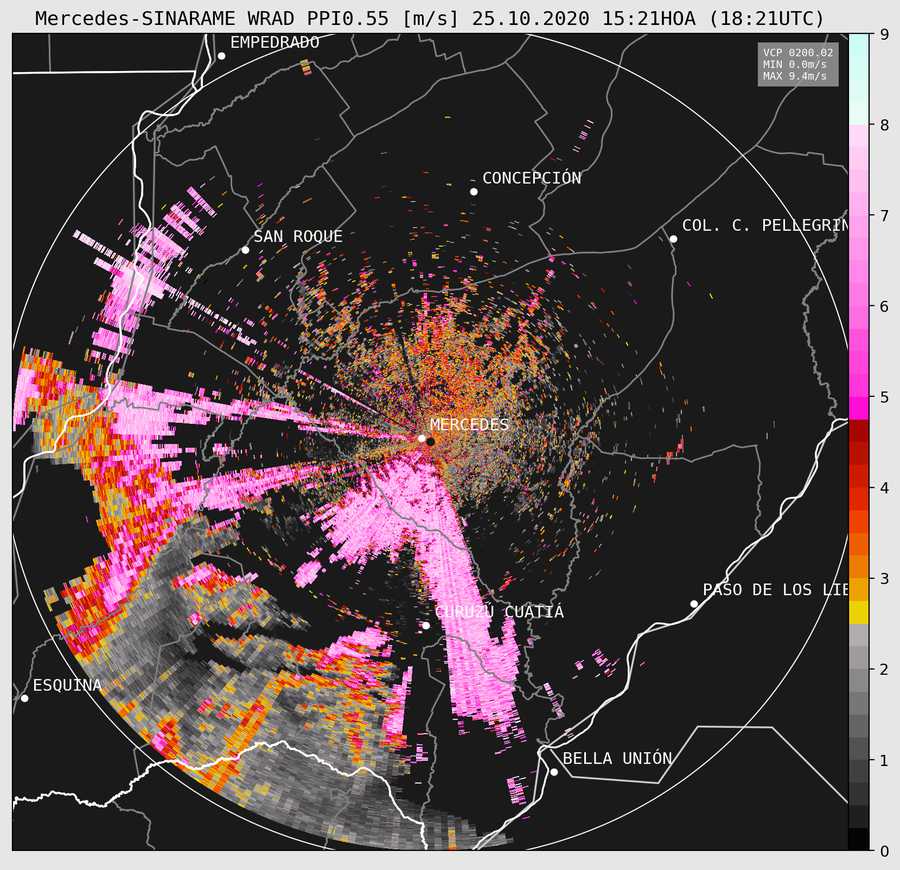 Mercedes-SINARAME WRAD PPI0.55 [m/s] 25.10.2020 15:21HOA (18:21UTC)
EMPEDRADO
VCP 0200.02
MIN 0.0m/s
MAX 9.4m/s
9
8
CONCEPCIÓN
COL. C. PELLEGRIN
SAN ROQUE
7
6
5
MERCEDES
4
3
PASO DE LOS LIB
CURUZÚ CUATIÁ
2
ESQUINA
BELLA UNIÓN
1
0